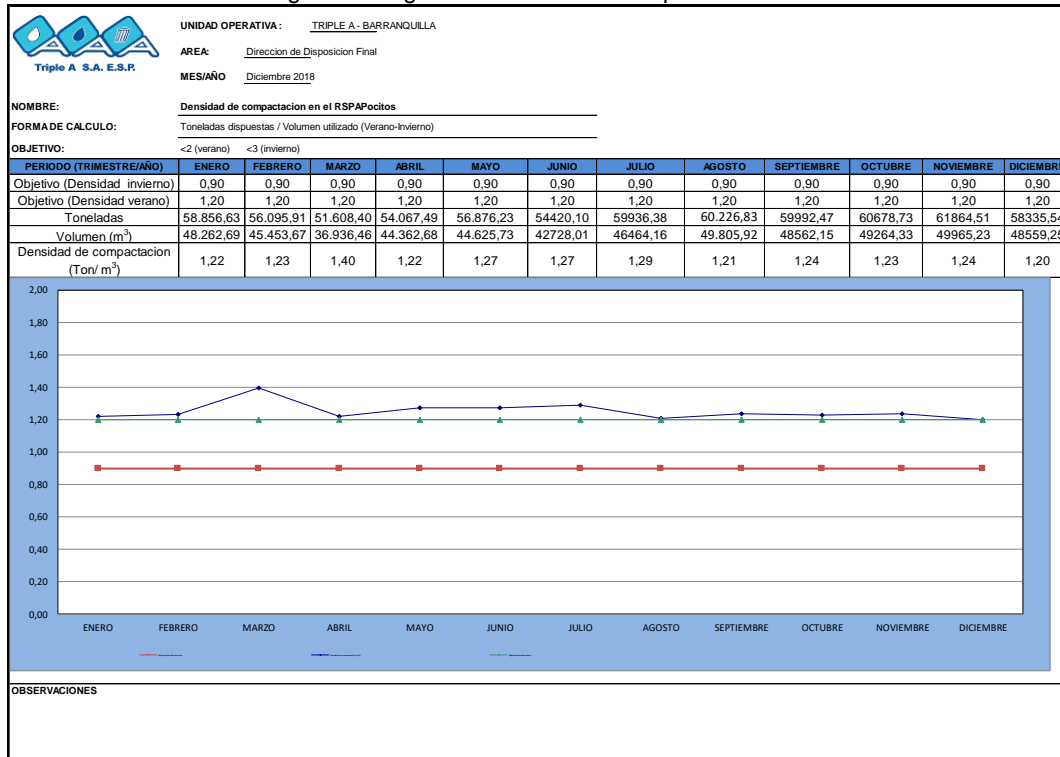 Triple A S.A. E.S.P.
UNIDAD OPERATIVA : TRIPLE A - BARRANQUILLA
AREA: Direccion de Disposicion Final
MES/AÑO Diciembre 2018
NOMBRE: Densidad de compactacion en el RSPAPocitos
FORMA DE CALCULO: Toneladas dispuestas / Volumen utilizado (Verano-Invierno)
OBJETIVO: <2 (verano) <3 (invierno)
PERIODO (TRIMESTRE/AÑO) ENERO FEBRERO MARZO ABRIL MAYO JUNIO JULIO AGOSTO SEPTIEMBRE OCTUBRE NOVIEMBRE DICIEMBRE
Objetivo (Densidad invierno) 0,90 0,90 0,90 0,90 0,90 0,90 0,90 0,90 0,90 0,90 0,90 0,90
Objetivo (Densidad verano) 1,20 1,20 1,20 1,20 1,20 1,20 1,20 1,20 1,20 1,20 1,20 1,20
Toneladas 58.856,63 56.095,91 51.608,40 54.067,49 56.876,23 54420,10 59936,38 60.226,83 59992,47 60678,73 61864,51 58335,54
Volumen (m³) 48.262,69 45.453,67 36.936,46 44.362,68 44.625,73 42728,01 46464,16 49.805,92 48562,15 49264,33 49965,23 48559,25
Densidad de compactacion
(Ton/ m³) 1,22 1,23 1,40 1,22 1,27 1,27 1,29 1,21 1,24 1,23 1,24 1,20
2,00
1,80
1,60
1,40
1,20
1,00
0,80
0,60
0,40
0,20
0,00
ENERO FEBRERO MARZO ABRIL MAYO JUNIO JULIO AGOSTO SEPTIEMBRE OCTUBRE NOVIEMBRE DICIEMBRE
OBSERVACIONES